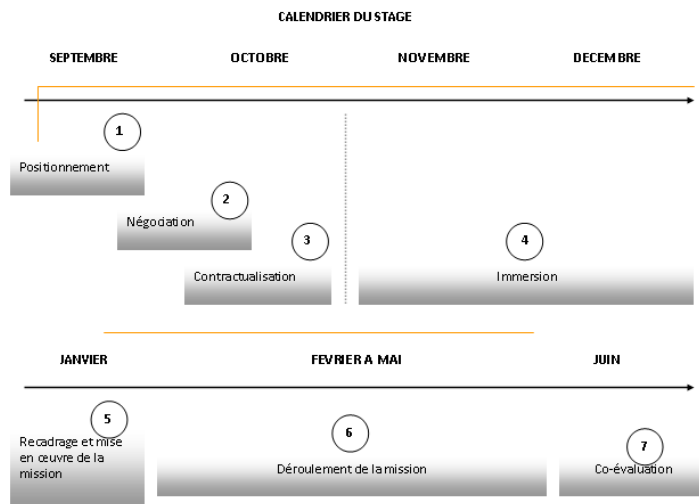 CALENDRIER DU STAGE
SEPTEMBRE OCTOBRE NOVEMBRE DECEMBRE
1
Positionnement
2
Négociation
3
Contractualisation
4
Immersion
JANVIER FEVRIER A MAI JUIN
5
Recadrage et mise
en œuvre de la
mission
6
Déroulement de la mission
7
Co-évaluation